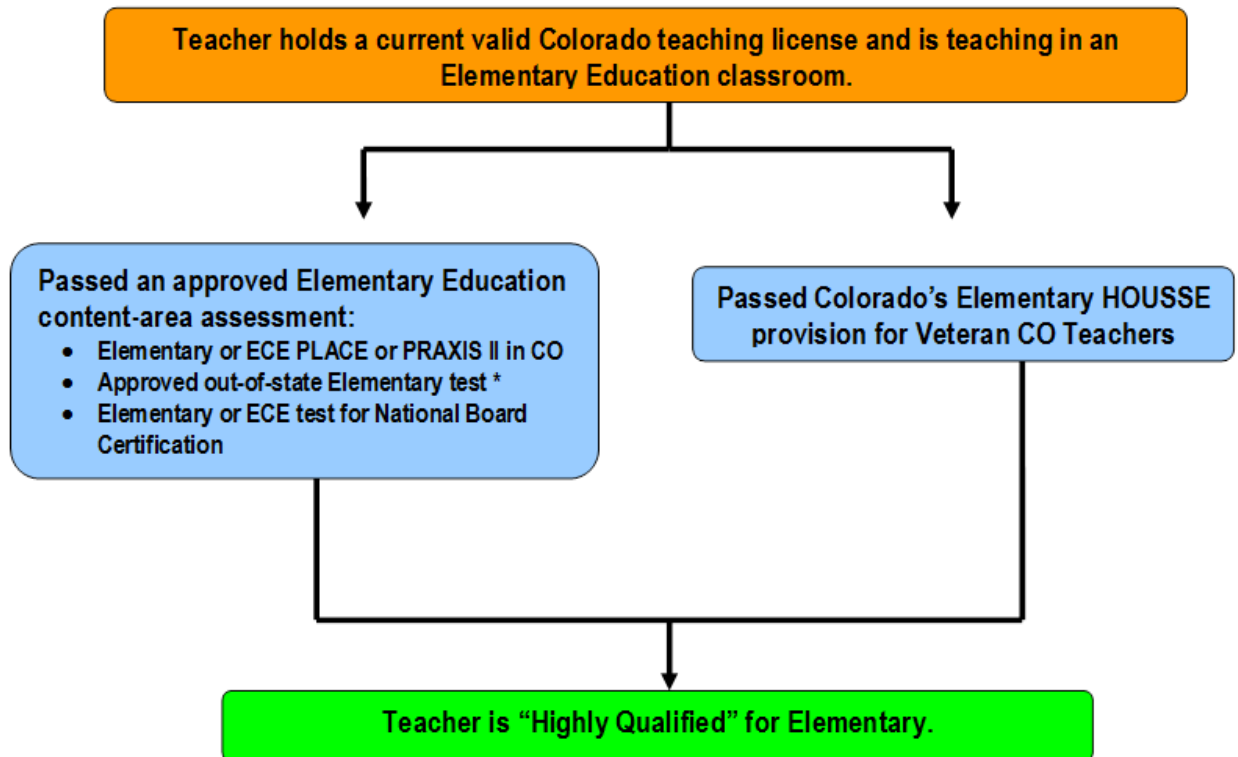 Teacher holds a current valid Colorado teaching license and is teaching in an
Elementary Education classroom.
Passed an approved Elementary Education
content-area assessment:
• Elementary or ECE PLACE or PRAXIS II in CO
• Approved out-of-state Elementary test *
• Elementary or ECE test for National Board
Certification
Passed Colorado’s Elementary HOUSSE
provision for Veteran CO Teachers
Teacher is “Highly Qualified” for Elementary.